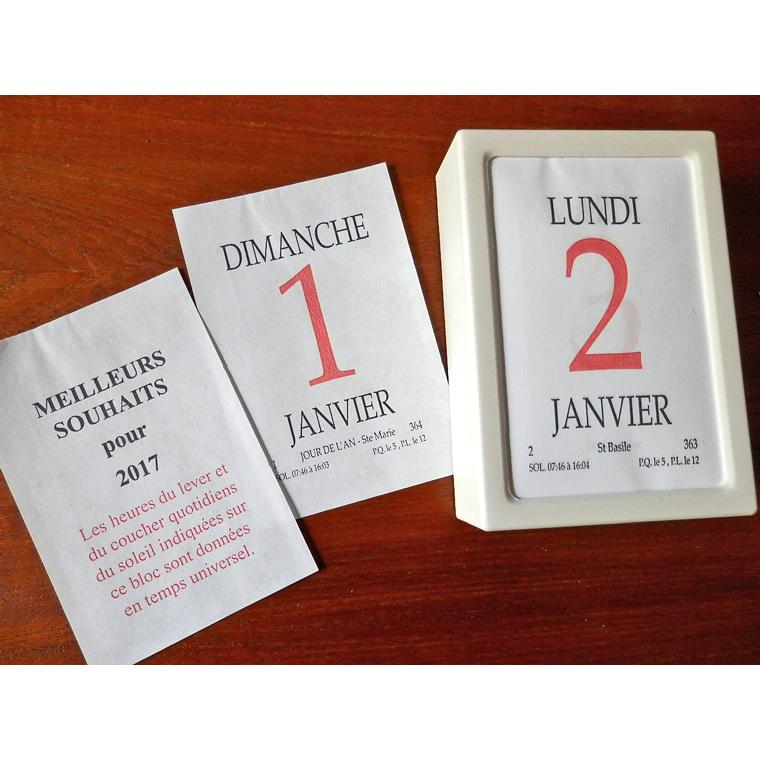 MEILLEURS
SOUHAITS
pour
2017
Les heures du lever et
du coucher quotidiens
du soleil indiquées sur
ce bloc sont données
en temps universel.
DIMANCHE
1
JANVIER
JOUR DE L'AN - Ste Marie 364
SOL. 07:46 à 16:03 P.Q. le 5 , P.L. le 12
LUNDI
2
JANVIER
2 St Basile 363
SOL. 07:46 à 16:04 P.Q. le 5 , P.L. le 12